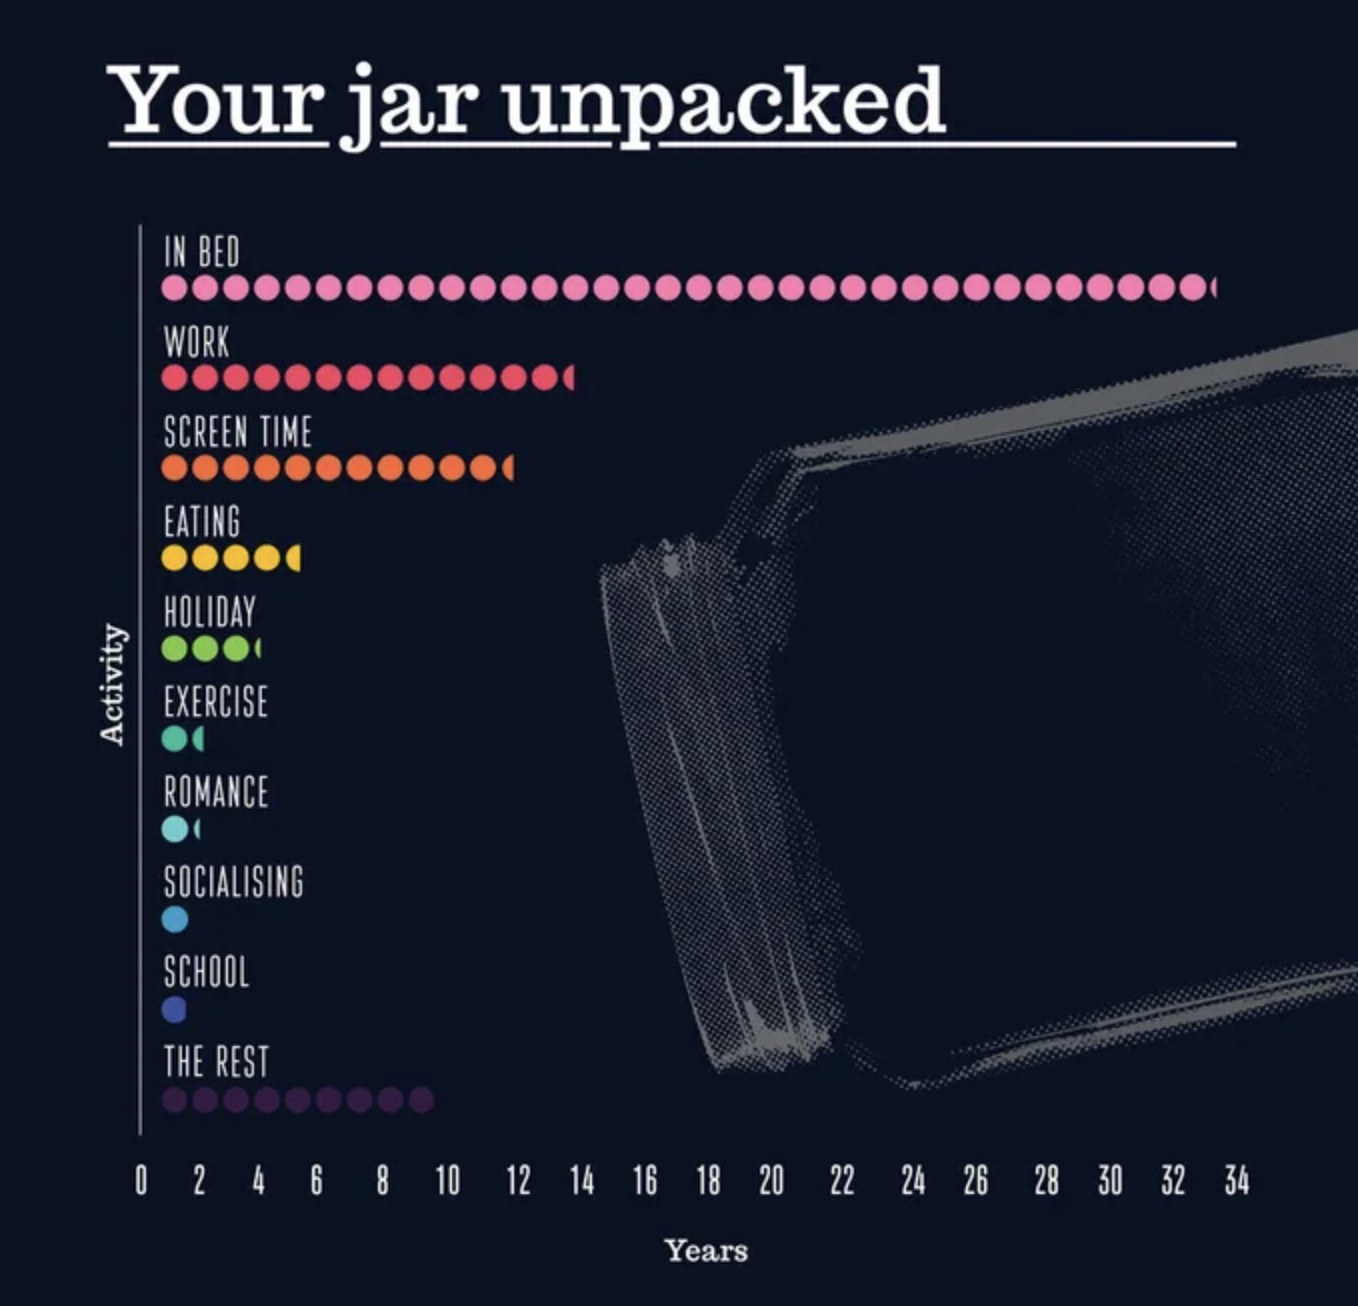 Your jar unpacked
IN BED
WORK
SCREEN TIME
EATING
HOLIDAY
EXERCISE
ROMANCE
SOCIALISING
SCHOOL
THE REST
Activity
0 2 4 6 8 10 12 14 16 18 20 22 24 26 28 30 32 34
Years